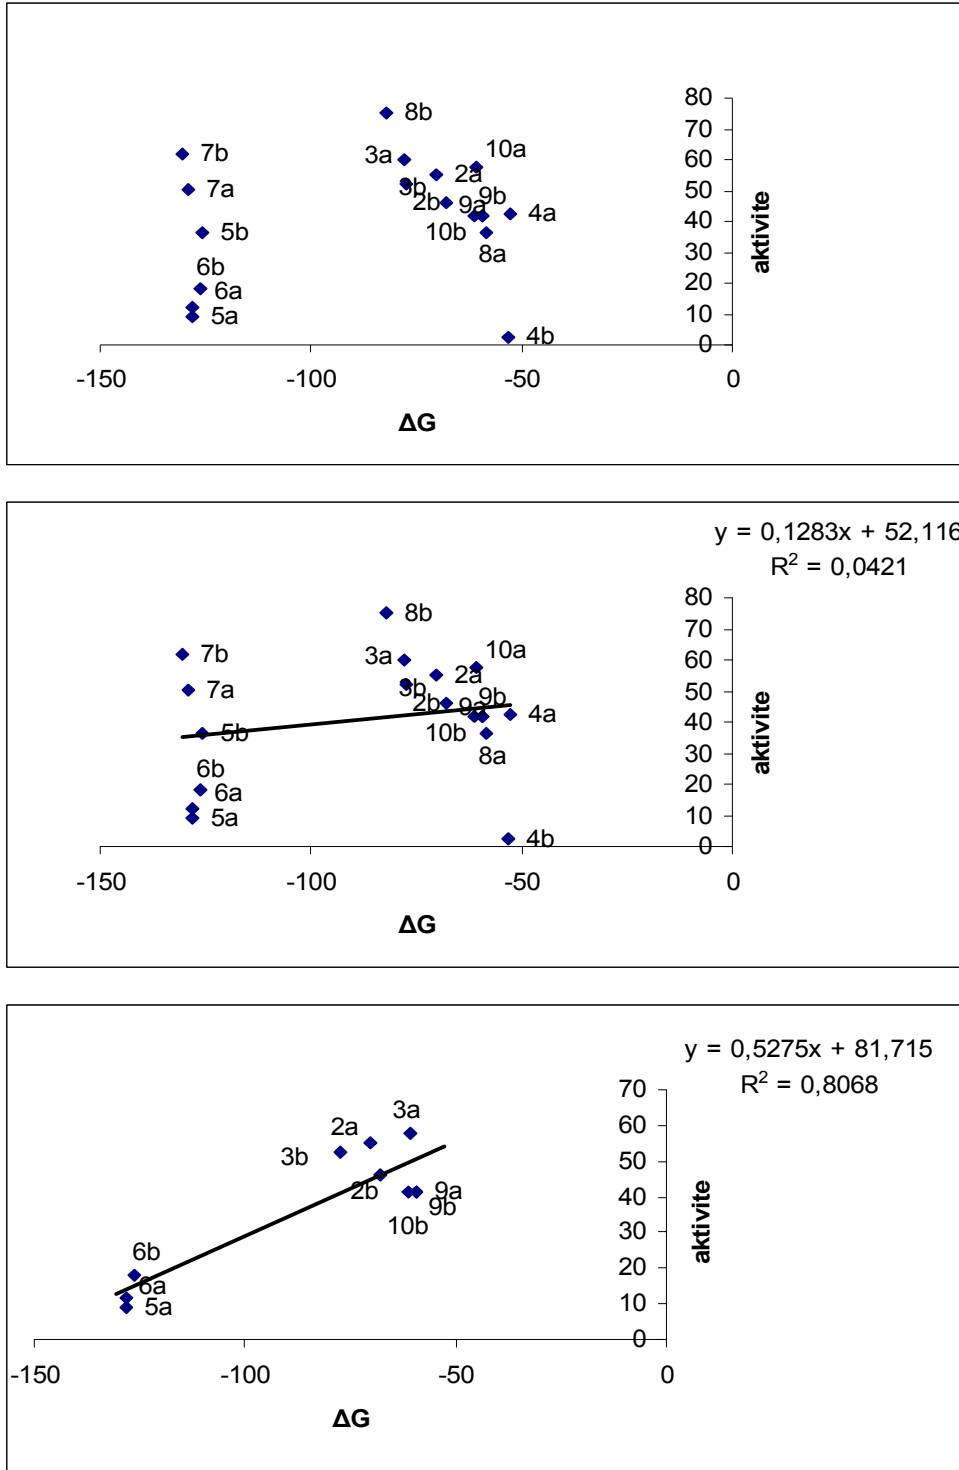 80
8b
70
10a
7b
3a
60
2a
3b
9b
7a
50
2b
9a
4a
aktivite
5b
40
10b
8a
30
6b
6a
20
5a
10
4b
0
-150
-100
-50
0
ΔG
y = 0,1283x + 52,116
R² = 0,0421
80
8b
70
10a
7b
3a
60
2a
3b
9b
7a
50
2b
9a
4a
aktivite
5b
40
10b
8a
30
6b
6a
20
5a
10
4b
0
-150
-100
-50
0
ΔG
y = 0,5275x + 81,715
R² = 0,8068
70
3a
2a
60
3b
50
2b
9a
9b
40
aktivite
10b
30
6b
20
6a
5a
10
0
-150
-100
-50
0
ΔG